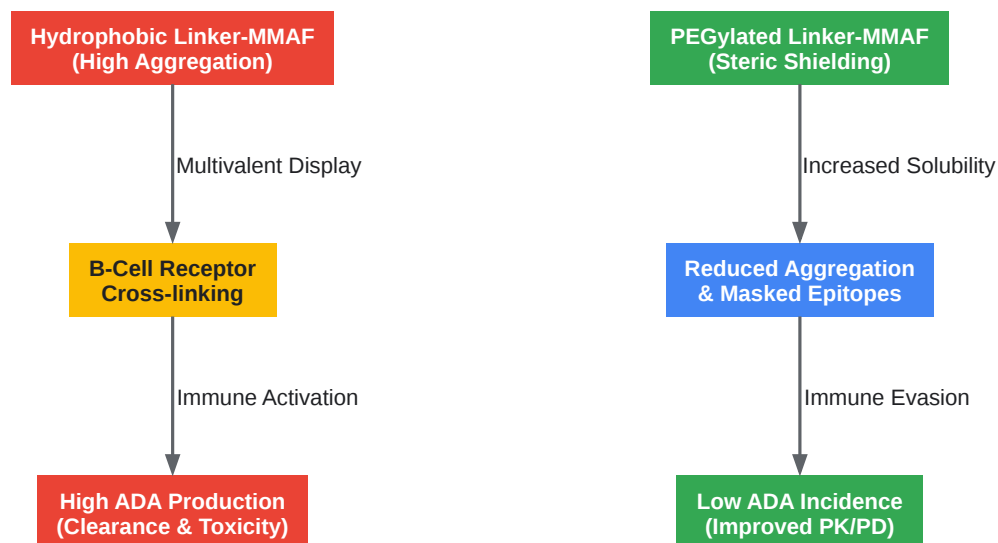 Hydrophobic Linker-MMAF
(High Aggregation)
Multivalent Display
B-Cell Receptor
Cross-linking
Immune Activation
High ADA Production
(Clearance & Toxicity)
PEGylated Linker-MMAF
(Steric Shielding)
Increased Solubility
Reduced Aggregation
& Masked Epitopes
Immune Evasion
Low ADA Incidence
(Improved PK/PD)